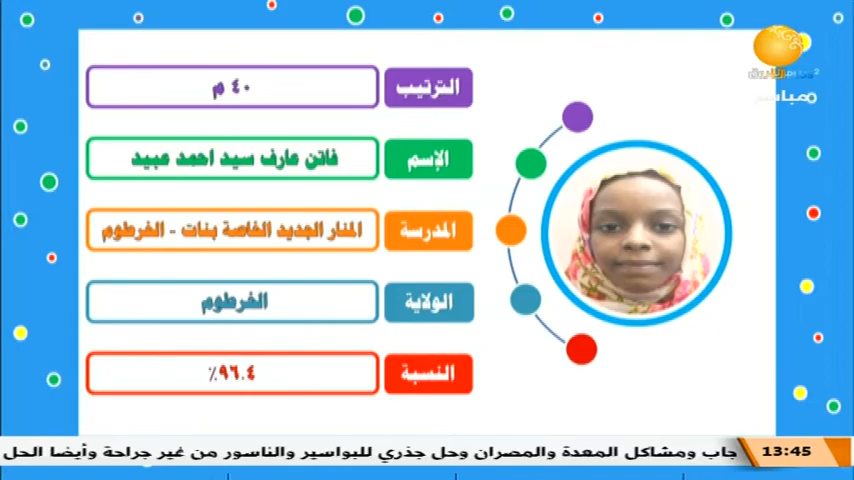 الترتيب ٤٠ م
الإسم فاتن عارف سيد احمد عبيد
المدرسة المنار الجديد الخاصة بنات - الخرطوم
الولاية الخرطوم
النسبة ٩٦.٤٪
مباشر
13:45 جاب ومشاكل المعدة والمصران وحل جذري للبواسير والناسور من غير جراحة وأيضا الحل